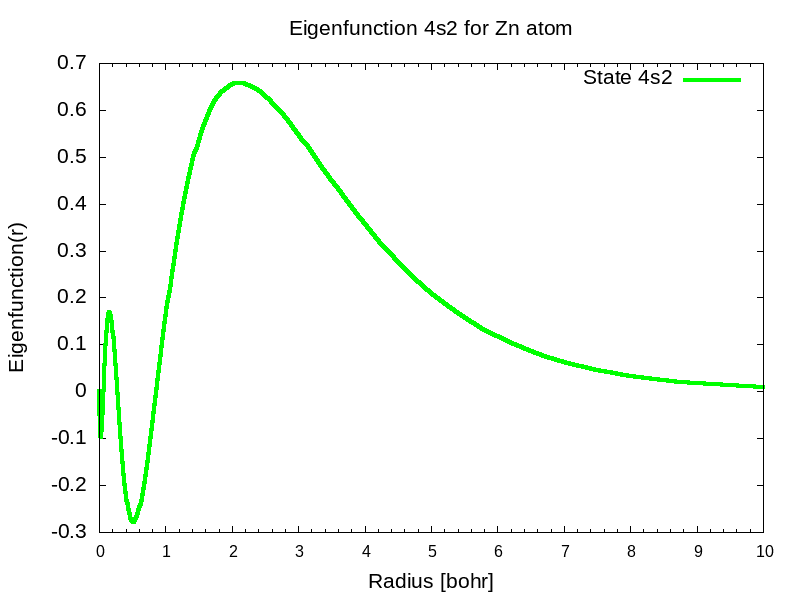 Eigenfunction 4s2 for Zn atom
State 4s2
0.7
0.6
0.5
0.4
0.3
0.2
0.1
0
-0.1
-0.2
-0.3
Eigenfunction(r)
0 1 2 3 4 5 6 7 8 9 10
Radius [bohr]